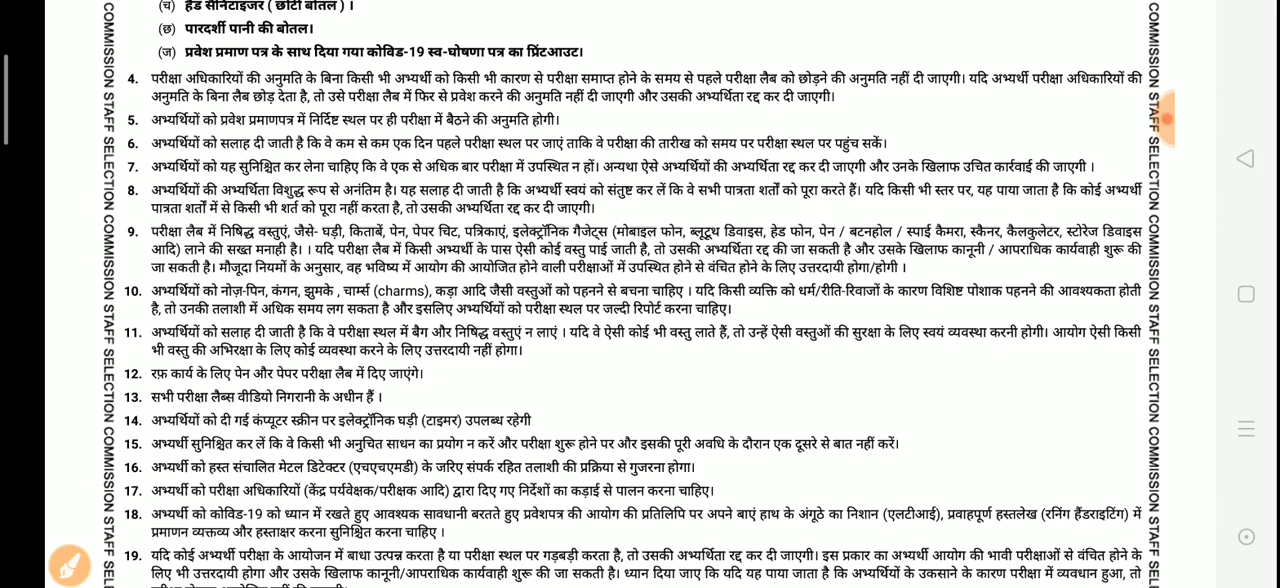 (च) हैंड सैनिटाइजर ( छोटी बोतल ) ।
(छ) पारदर्शी पानी की बोतल।
(ज) प्रवेश प्रमाण पत्र के साथ दिया गया कोविड-19 स्व-घोषणा पत्र का प्रिंटआउट।
4. परीक्षा अधिकारियों की अनुमति के बिना किसी भी अभ्यर्थी को किसी भी कारण से परीक्षा समाप्त होने के समय से पहले परीक्षा लैब को छोड़ने की अनुमति नहीं दी जाएगी। यदि अभ्यर्थी परीक्षा अधिकारियों की
अनुमति के बिना लैब छोड़ देता है, तो उसे परीक्षा लैब में फिर से प्रवेश करने की अनुमति नहीं दी जाएगी और उसकी अभ्यर्थिता रद्द कर दी जाएगी।
5. अभ्यर्थियों को प्रवेश प्रमाणपत्र में निर्दिष्ट स्थल पर ही परीक्षा में बैठने की अनुमति होगी।
6. अभ्यर्थियों को सलाह दी जाती है कि वे कम से कम एक दिन पहले परीक्षा स्थल पर जाएं ताकि वे परीक्षा की तारीख को समय पर परीक्षा स्थल पर पहुंच सकें।
7. अभ्यर्थियों को यह सुनिश्चित कर लेना चाहिए कि वे एक से अधिक बार परीक्षा में उपस्थित न हों। अन्यथा ऐसे अभ्यर्थियों की अभ्यर्थिता रद्द कर दी जाएगी और उनके खिलाफ उचित कार्रवाई की जाएगी ।
8. अभ्यर्थियों की अभ्यर्थिता विशुद्ध रूप से अनंतिम है। यह सलाह दी जाती है कि अभ्यर्थी स्वयं को संतुष्ट कर लें कि वे सभी पात्रता शर्तों को पूरा करते हैं। यदि किसी भी स्तर पर, यह पाया जाता है कि कोई अभ्यर्थी
पात्रता शर्तों में से किसी भी शर्त को पूरा नहीं करता है, तो उसकी अभ्यर्थिता रद्द कर दी जाएगी।
9. परीक्षा लैब में निषिद्ध वस्तुएं, जैसे- घड़ी, किताबें, पेन, पेपर चिट, पत्रिकाएं, इलेक्ट्रॉनिक गैजेट्स (मोबाइल फोन, ब्लूटूथ डिवाइस, हेड फोन, पेन / बटनहोल / स्पाई कैमरा, स्कैनर, कैलकुलेटर, स्टोरेज डिवाइस
आदि) लाने की सख्त मनाही है। । यदि परीक्षा लैब में किसी अभ्यर्थी के पास ऐसी कोई वस्तु पाई जाती है, तो उसकी अभ्यर्थिता रद्द की जा सकती है और उसके खिलाफ कानूनी / आपराधिक कार्यवाही शुरू की
जा सकती है। मौजूदा नियमों के अनुसार, वह भविष्य में आयोग की आयोजित होने वाली परीक्षाओं में उपस्थित होने से वंचित होने के लिए उत्तरदायी होगा/होगी ।
10. अभ्यर्थियों को नोज़-पिन, कंगन, झुमके , चार्म्स (charms), कड़ा आदि जैसी वस्तुओं को पहनने से बचना चाहिए । यदि किसी व्यक्ति को धर्म/रीति-रिवाजों के कारण विशिष्ट पोशाक पहनने की आवश्यकता होती
है, तो उनकी तलाशी में अधिक समय लग सकता है और इसलिए अभ्यर्थियों को परीक्षा स्थल पर जल्दी रिपोर्ट करना चाहिए।
11. अभ्यर्थियों को सलाह दी जाती है कि वे परीक्षा स्थल में बैग और निषिद्ध वस्तुएं न लाएं । यदि वे ऐसी कोई भी वस्तु लाते हैं, तो उन्हें ऐसी वस्तुओं की सुरक्षा के लिए स्वयं व्यवस्था करनी होगी। आयोग ऐसी किसी
भी वस्तु की अभिरक्षा के लिए कोई व्यवस्था करने के लिए उत्तरदायी नहीं होगा।
12. रफ़ कार्य के लिए पेन और पेपर परीक्षा लैब में दिए जाएंगे।
13. सभी परीक्षा लैब्स वीडियो निगरानी के अधीन हैं ।
14. अभ्यर्थियों को दी गई कंप्यूटर स्क्रीन पर इलेक्ट्रॉनिक घड़ी (टाइमर) उपलब्ध रहेगी
15. अभ्यर्थी सुनिश्चित कर लें कि वे किसी भी अनुचित साधन का प्रयोग न करें और परीक्षा शुरू होने पर और इसकी पूरी अवधि के दौरान एक दूसरे से बात नहीं करें।
16. अभ्यर्थी को हस्त संचालित मेटल डिटेक्टर (एचएचएमडी) के जरिए संपर्क रहित तलाशी की प्रक्रिया से गुजरना होगा।
17. अभ्यर्थी को परीक्षा अधिकारियों (केंद्र पर्यवेक्षक/परीक्षक आदि) द्वारा दिए गए निर्देशों का कड़ाई से पालन करना चाहिए।
18. अभ्यर्थी को कोविड-19 को ध्यान में रखते हुए आवश्यक सावधानी बरतते हुए प्रवेशपत्र की आयोग की प्रतिलिपि पर अपने बाएं हाथ के अंगूठे का निशान (एलटीआई), प्रवाहपूर्ण हस्तलेख (रनिंग हैंडराइटिंग) में
प्रमाणन व्यक्तव्य और हस्ताक्षर करना सुनिश्चित करना चाहिए ।
19. यदि कोई अभ्यर्थी परीक्षा के आयोजन में बाधा उत्पन्न करता है या परीक्षा स्थल पर गड़बड़ी करता है, तो उसकी अभ्यर्थिता रद्द कर दी जाएगी। इस प्रकार का अभ्यर्थी आयोग की भावी परीक्षाओं से वंचित होने के
लिए भी उत्तरदायी होगा और उसके खिलाफ कानूनी/आपराधिक कार्यवाही शुरू की जा सकती है। ध्यान दिया जाए कि यदि यह पाया जाता है कि अभ्यर्थियों के उकसाने के कारण परीक्षा में व्यवधान हुआ, तो
COMMISSION STAFF SELECTION COMMISSION STAFF SELECTION COMMISSION STAFF SEL
COMMISSION STAFF SELECTION COMMISSION STAFF SELECTION COMMISSION STAFF SELE